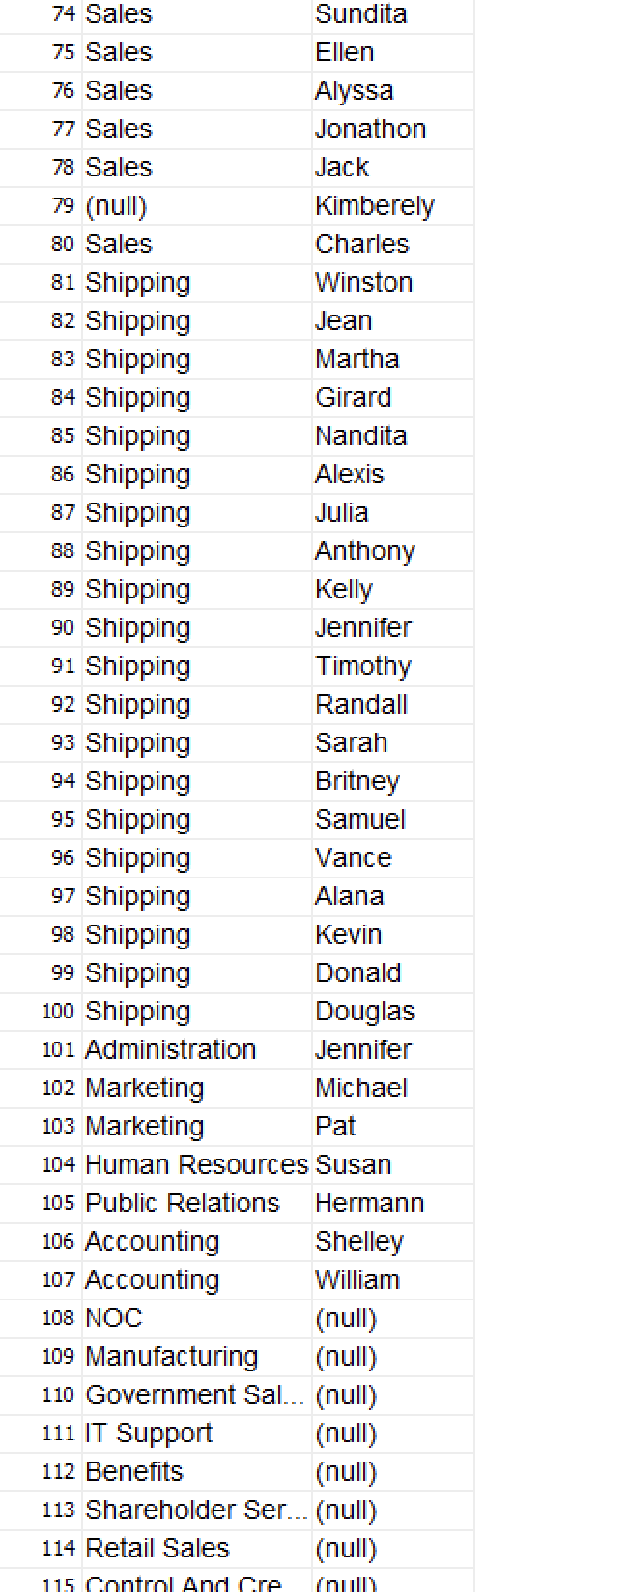 74 Sales Sundita
75 Sales Ellen
76 Sales Alyssa
77 Sales Jonathon
78 Sales Jack
79 (null) Kimberely
80 Sales Charles
81 Shipping Winston
82 Shipping Jean
83 Shipping Martha
84 Shipping Girard
85 Shipping Nandita
86 Shipping Alexis
87 Shipping Julia
88 Shipping Anthony
89 Shipping Kelly
90 Shipping Jennifer
91 Shipping Timothy
92 Shipping Randall
93 Shipping Sarah
94 Shipping Britney
95 Shipping Samuel
96 Shipping Vance
97 Shipping Alana
98 Shipping Kevin
99 Shipping Donald
100 Shipping Douglas
101 Administration Jennifer
102 Marketing Michael
103 Marketing Pat
104 Human Resources Susan
105 Public Relations Hermann
106 Accounting Shelley
107 Accounting William
108 NOC (null)
109 Manufacturing (null)
110 Government Sal... (null)
111 IT Support (null)
112 Benefits (null)
113 Shareholder Ser... (null)
114 Retail Sales (null)
115 Control And Cre... (null)